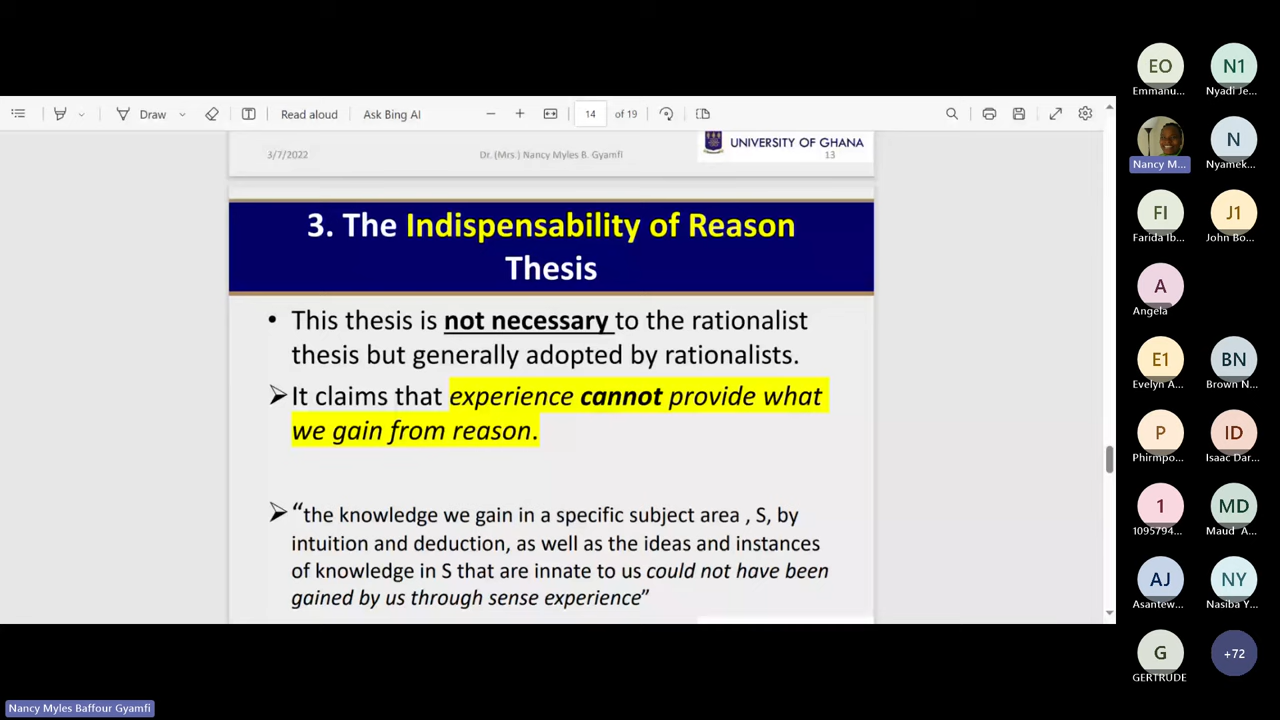 Draw
Read aloud
Ask Bing AI
14
of 19
3/7/2022
Dr. (Mrs.) Nancy Myles B. Gyamfi
UNIVERSITY OF GHANA
13
3. The Indispensability of Reason
Thesis
• This thesis is not necessary to the rationalist
thesis but generally adopted by rationalists.
➢It claims that experience cannot provide what
we gain from reason.
➢“the knowledge we gain in a specific subject area , S, by
intuition and deduction, as well as the ideas and instances
of knowledge in S that are innate to us could not have been
gained by us through sense experience”
EO
N1
Emmanu...
Nyadi Je...
N
Nancy M...
Nyamek...
FI
J1
Farida Ib...
John Bo...
A
Angela
E1
BN
Evelyn A...
Brown N...
P
ID
Phirmpo...
Isaac Dar...
1
MD
1095794...
Maud A...
AJ
NY
Asantew...
Nasiba Y...
G
+72
GERTRUDE
Nancy Myles Baffour Gyamfi